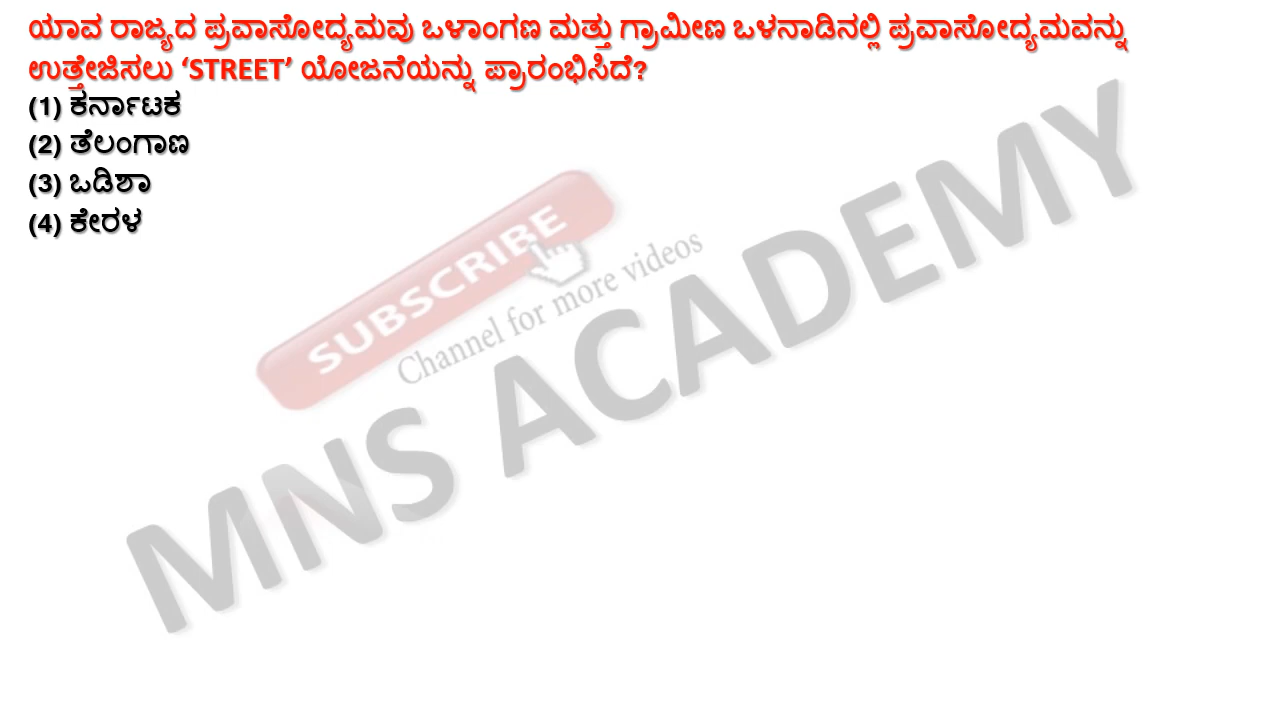 ಯಾವ ರಾಜ್ಯದ ಪ್ರವಾಸೋದ್ಯಮವು ಒಳಾಂಗಣ ಮತ್ತು ಗ್ರಾಮೀಣ ಒಳನಾಡಿನಲ್ಲಿ ಪ್ರವಾಸೋದ್ಯಮವನ್ನು
ಉತ್ತೇಜಿಸಲು ‘STREET’ ಯೋಜನೆಯನ್ನು ಪ್ರಾರಂಭಿಸಿದೆ?
(1) ಕರ್ನಾಟಕ
(2) ತೆಲಂಗಾಣ
(3) ಒಡಿಶಾ
(4) ಕೇರಳ
SUBSCRIBE
Channel for more videos
MNS ACADEMY